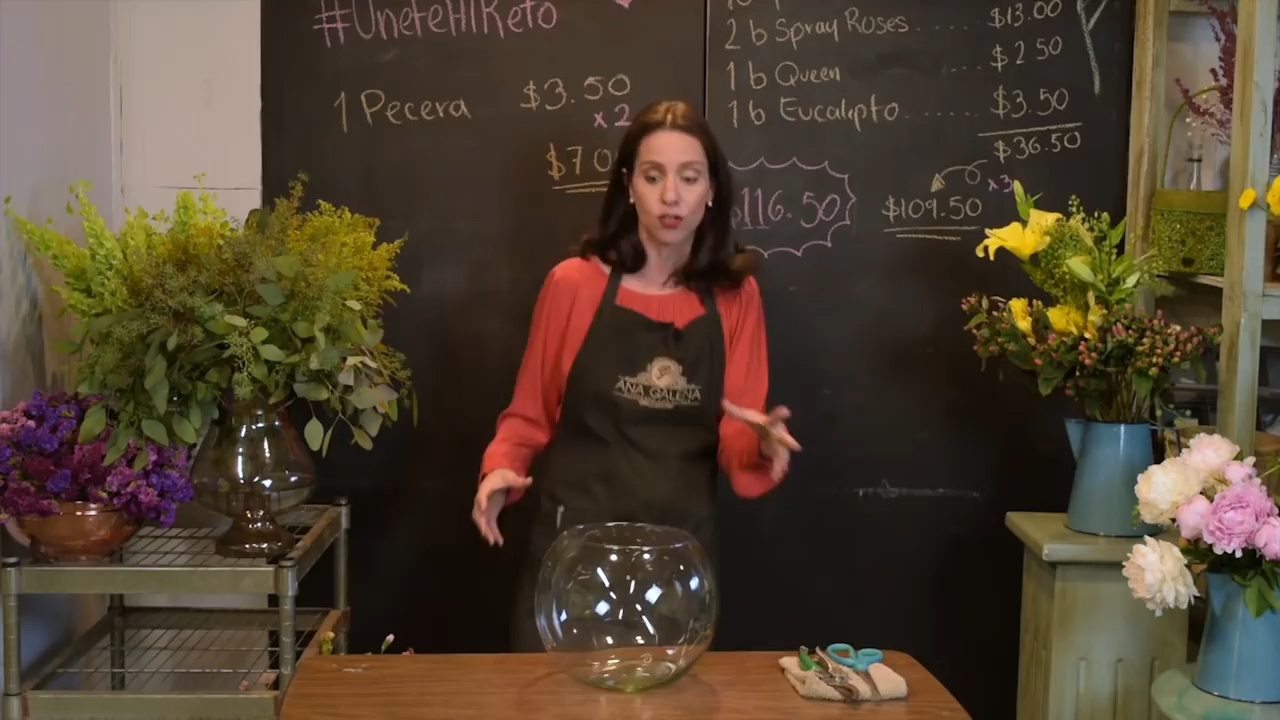 #UneteAlReto
1 Pecera $3.50
x2
$7.0
2 b Spray Roses..... $13.00
1 b Queen .... $2.50
1 b Eucalipto...... $3.50
$36.50
x3
$109.50
$116.50
ANA GALENA